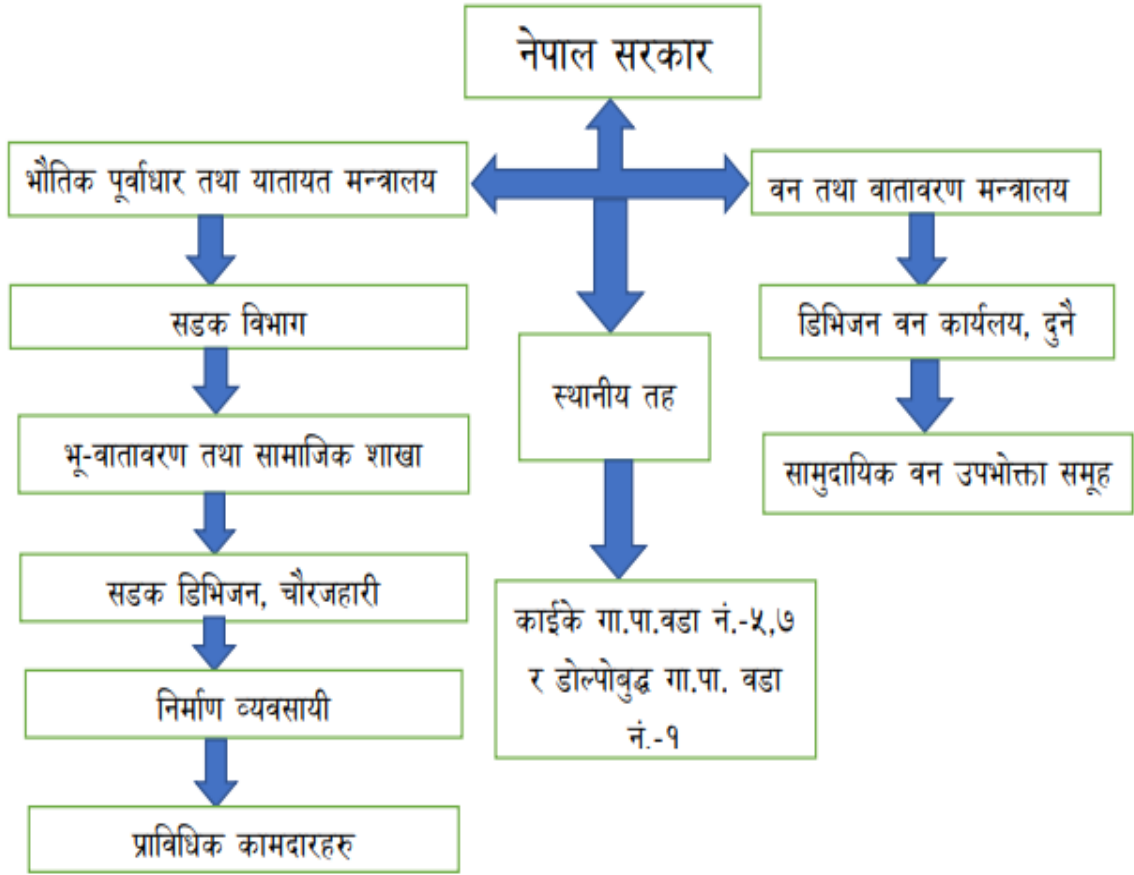 नेपाल सरकार
भौतिक पूर्वाधार तथा यातायत मन्त्रालय
वन तथा वातावरण मन्त्रालय
सडक विभाग
डिभिजन वन कार्यलय, दुनै
स्थानीय तह
भू-वातावरण तथा सामाजिक शाखा
सामुदायिक वन उपभोक्ता समूह
सडक डिभिजन, चौरजहारी
काईके गा.पा.वडा नं.-५,७
र डोल्पोबुद्ध गा.पा. वडा
नं.-१
निर्माण व्यवसायी
प्राविधिक कामदारहरु